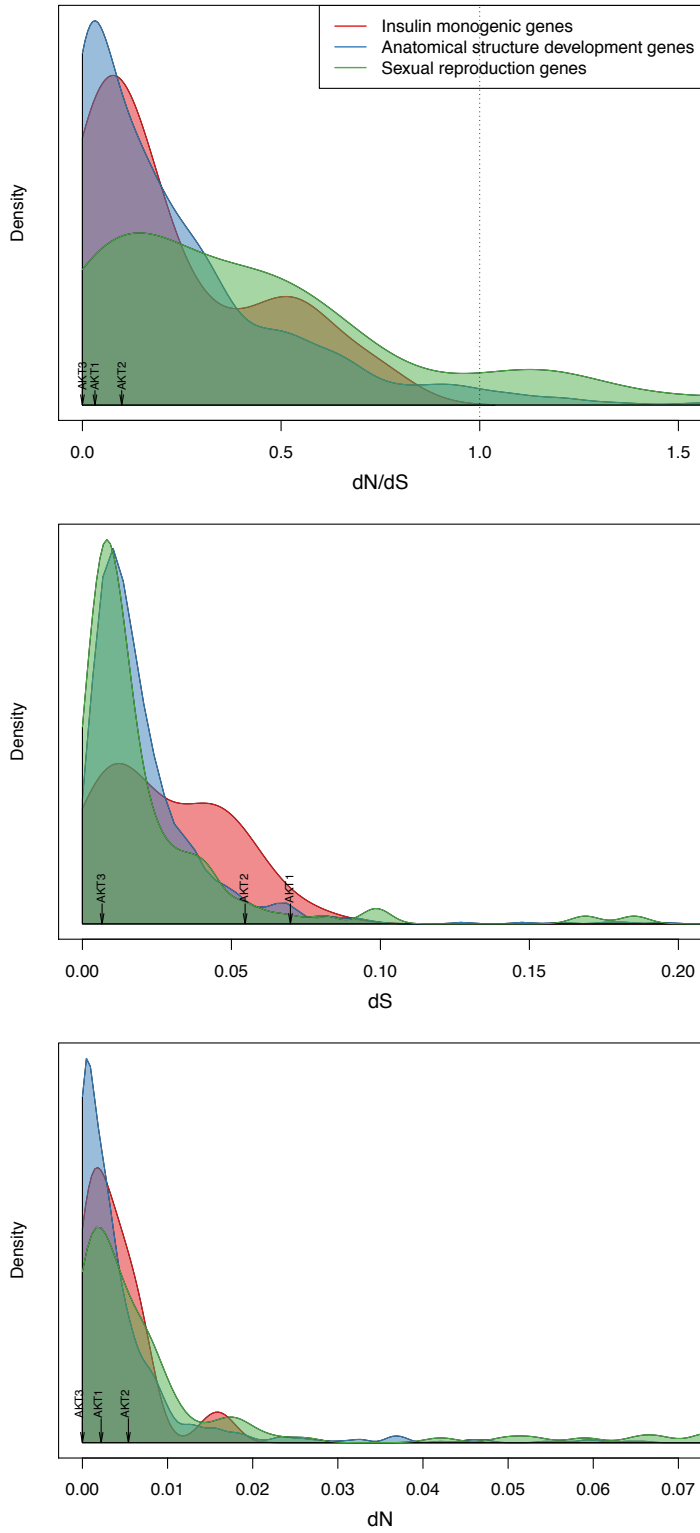 Insulin monogenic genes
Anatomical structure development genes
Sexual reproduction genes
Density
AKT3
AKT1
AKT2
0.0
0.5
1.0
1.5
dN/dS
Density
AKT3
AKT2
AKT1
0.00
0.05
0.10
0.15
0.20
dS
Density
AKT3
AKT1
AKT2
0.00
0.01
0.02
0.03
0.04
0.05
0.06
0.07
dN